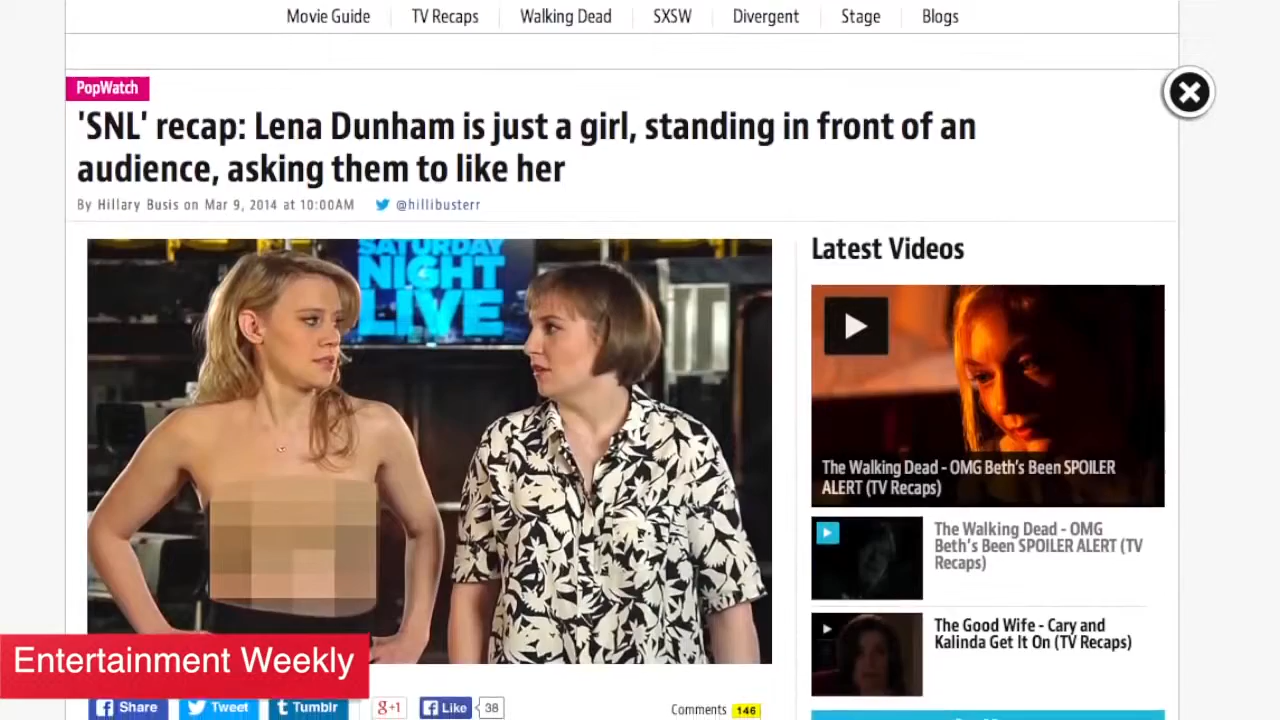 Movie Guide
TV Recaps
Walking Dead
SXSW
Divergent
Stage
Blogs
PopWatch
'SNL' recap: Lena Dunham is just a girl, standing in front of an
audience, asking them to like her
By Hillary Busis on Mar 9, 2014 at 10:00AM
@hillibusterr
SATURDAY
NIGHT
LIVE
Latest Videos
The Walking Dead - OMG Beth's Been SPOILER
ALERT (TV Recaps)
The Walking Dead - OMG
Beth's Been SPOILER ALERT (TV
Recaps)
The Good Wife - Cary and
Kalinda Get It On (TV Recaps)
Entertainment Weekly
Share
Tweet
Tumblr
g+1
Like
38
Comments 146